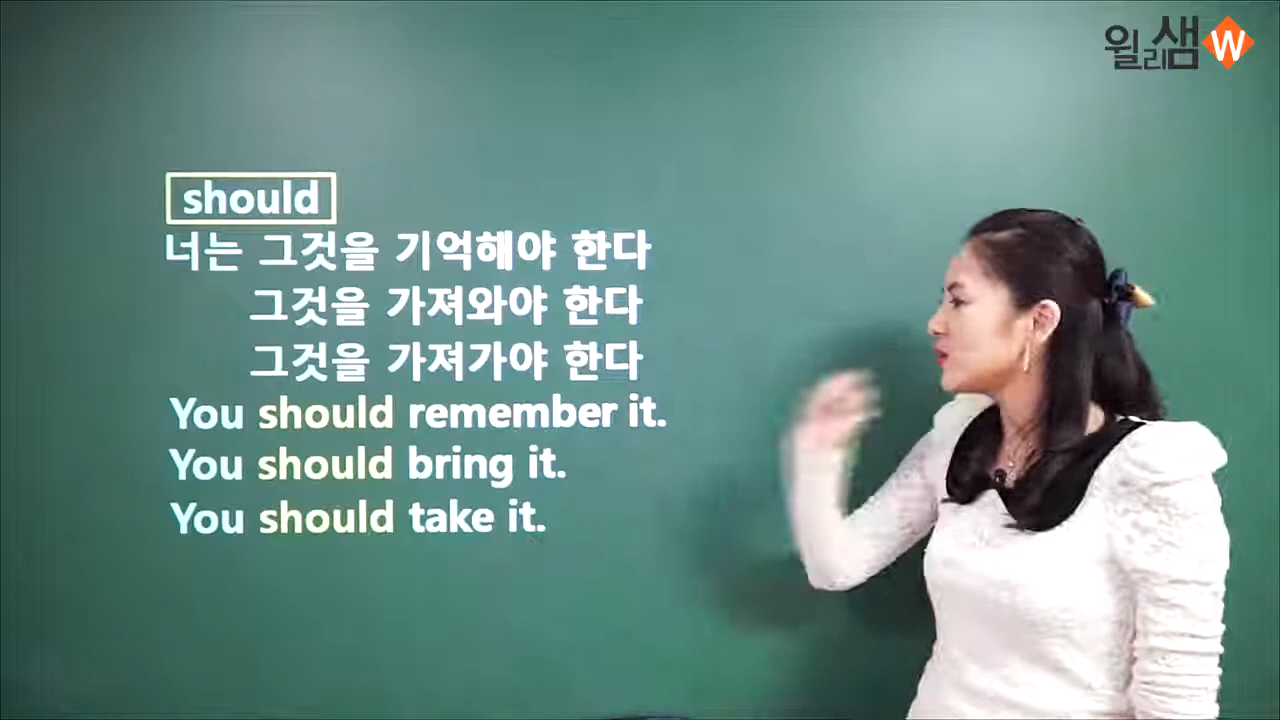 윌리샘 W
should
너는 그것을 기억해야 한다
그것을 가져와야 한다
그것을 가져가야 한다
You should remember it.
You should bring it.
You should take it.